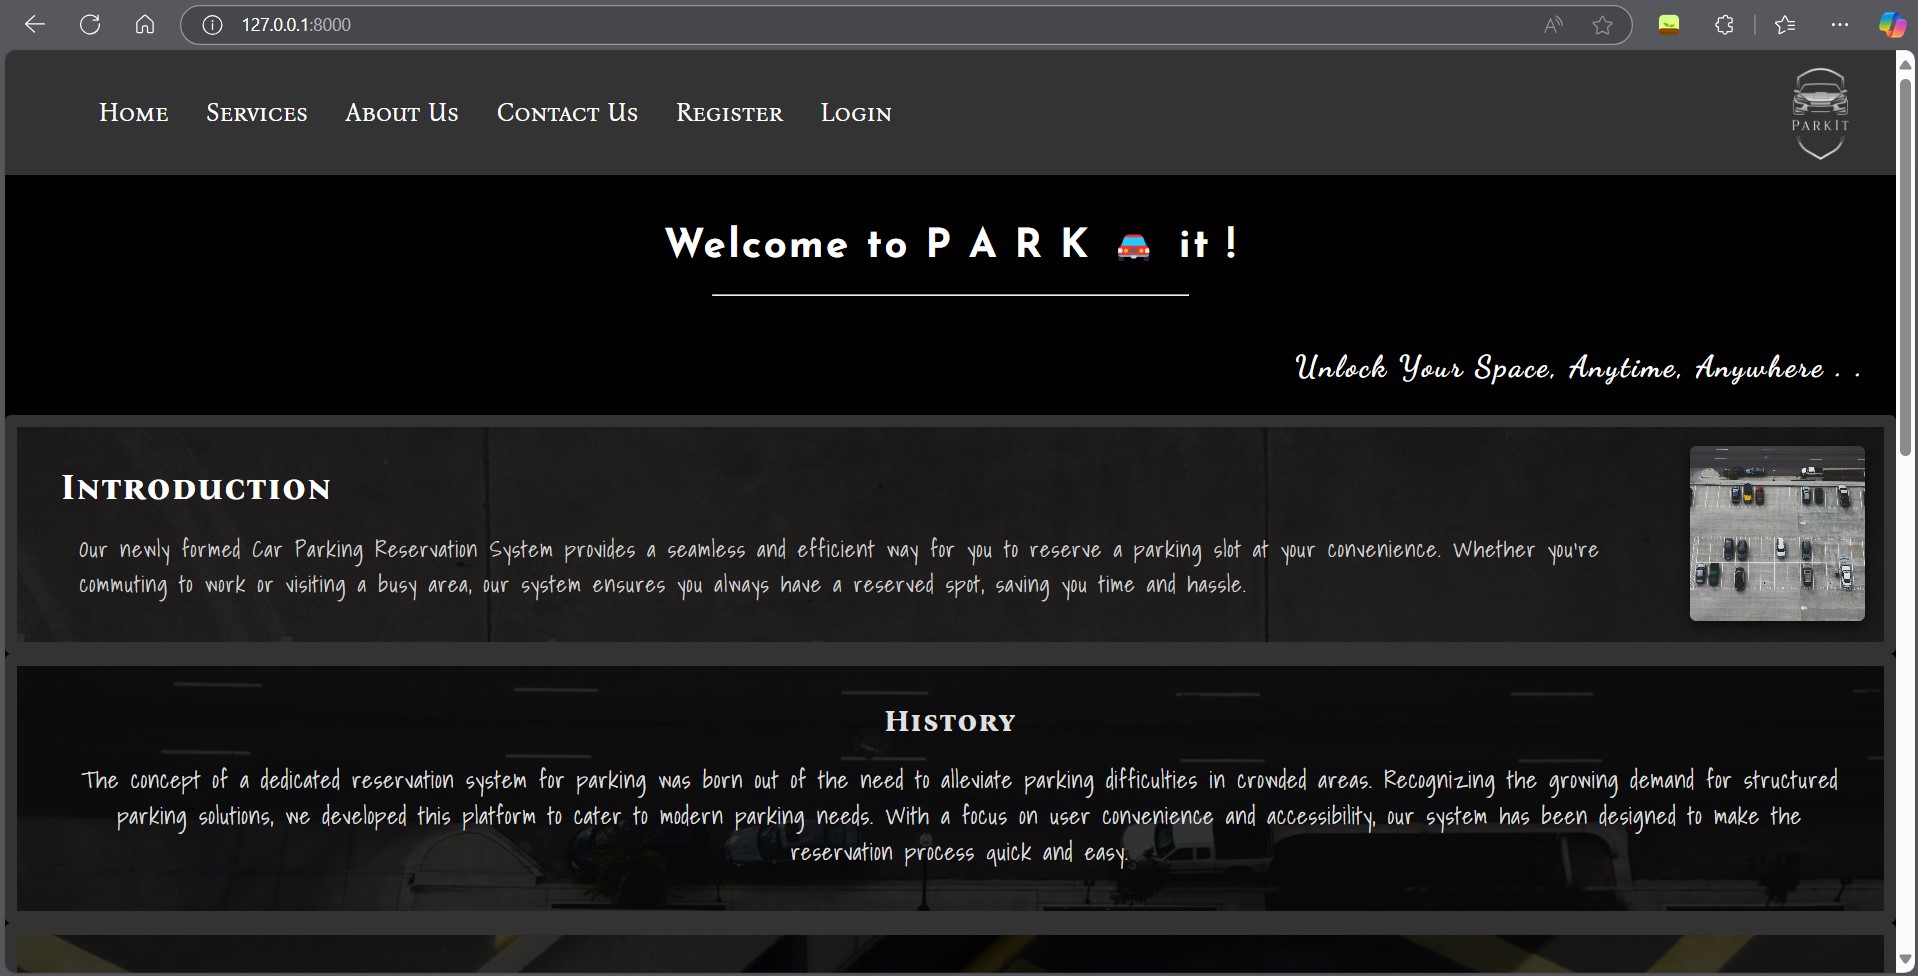 127.0.0.1:8000
Home Services About Us Contact Us Register Login
ParkIt
Welcome to P A R K 🚘 it !
Unlock Your Space, Anytime, Anywhere . .
Introduction
Our newly formed Car Parking Reservation System provides a seamless and efficient way for you to reserve a parking slot at your convenience. Whether you're
commuting to work or visiting a busy area, our system ensures you always have a reserved spot, saving you time and hassle.
History
The concept of a dedicated reservation system for parking was born out of the need to alleviate parking difficulties in crowded areas. Recognizing the growing demand for structured
parking solutions, we developed this platform to cater to modern parking needs. With a focus on user convenience and accessibility, our system has been designed to make the
reservation process quick and easy.